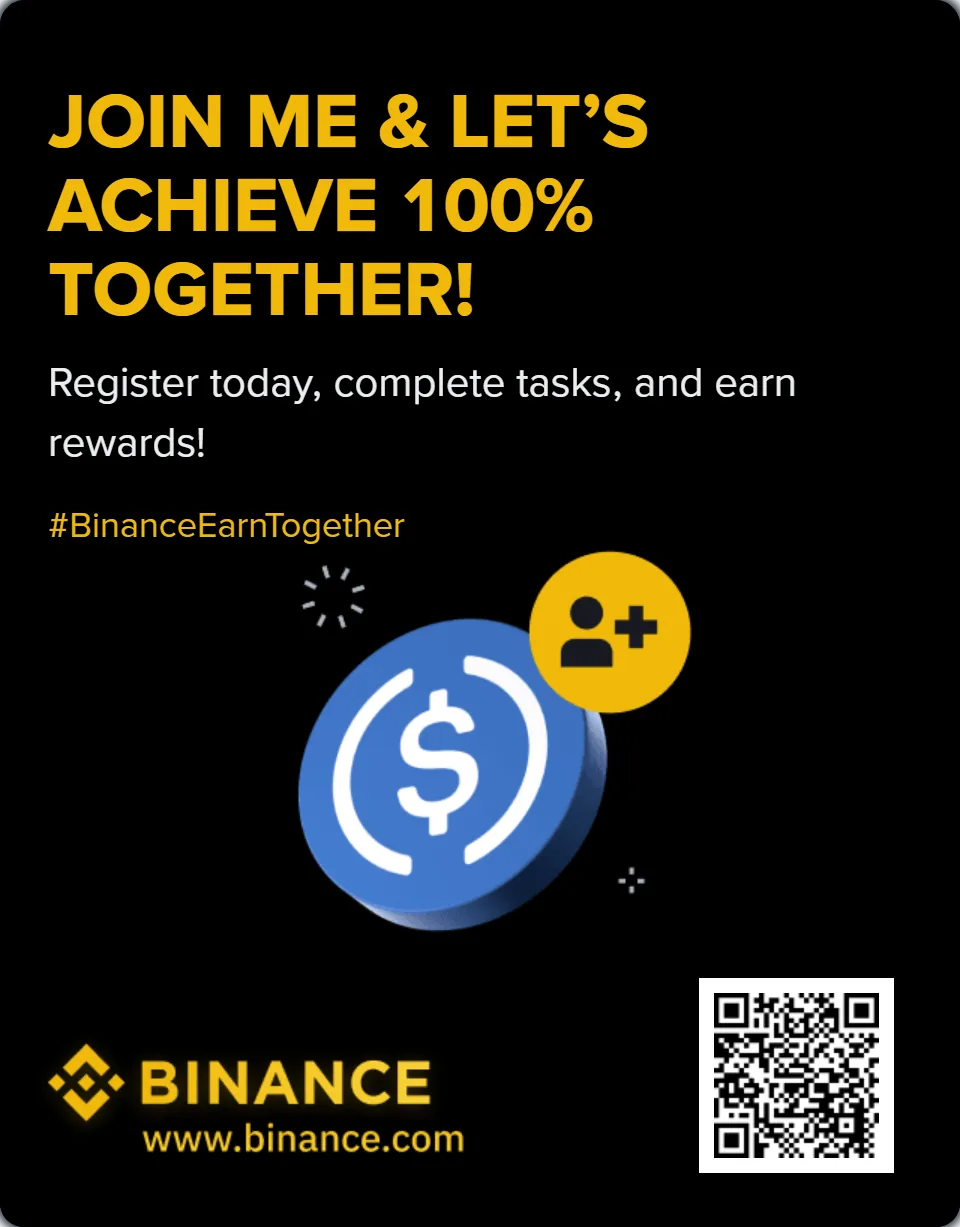 JOIN ME & LET’S
ACHIEVE 100%
TOGETHER!
Register today, complete tasks, and earn
rewards!
#BinanceEarnTogether
$
BINANCE
www.binance.com